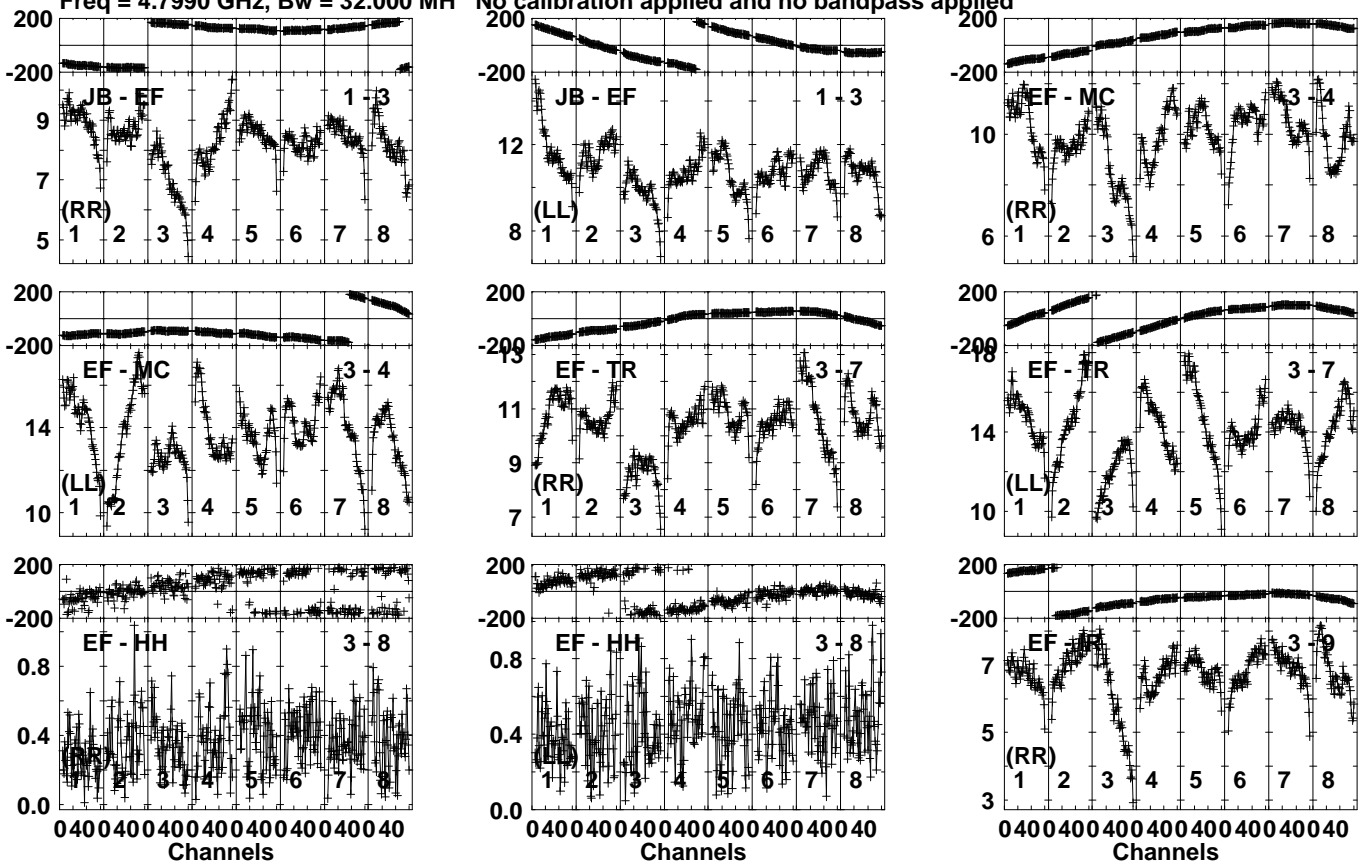 Freq = 4.7990 GHz, Bw = 32.000 MH No calibration applied and no bandpass applied
200 200 200
-200 -200 -200
JB - EF 1 - 3 JB - EF 1 - 3 EF - MC 3 - 4
9 12 10
7
(RR) (LL) (RR)
5 8 6
1 2 3 4 5 6 7 8 1 2 3 4 5 6 7 8 1 2 3 4 5 6 7 8
200 200 200
-200 -200 -200
13 18
EF - MC 3 - 4 EF - TR 3 - 7 EF - TR 3 - 7
14 11 14
9
(LL) (RR) (LL)
10 7 10
1 2 3 4 5 6 7 8 1 2 3 4 5 6 7 8 1 2 3 4 5 6 7 8
200 200 200
-200 -200 -200
EF - HH 3 - 8 EF - HH 3 - 8 3 - 9
0.8 0.8 7
0.4 0.4 5
(RR) (LL) (RR)
1 2 3 4 5 6 7 8 1 2 3 4 5 6 7 8 1 2 3 4 5 6 7 8
0.0 0.0 3
0 40 0 40 0 40 0 40 0 40 0 40 0 40 0 40 0 40 0 40 0 40 0 40 0 40 0 40 0 40 0 40 0 40 0 40 0 40 0 40 0 40 0 40 0 40 0 40
Channels Channels Channels